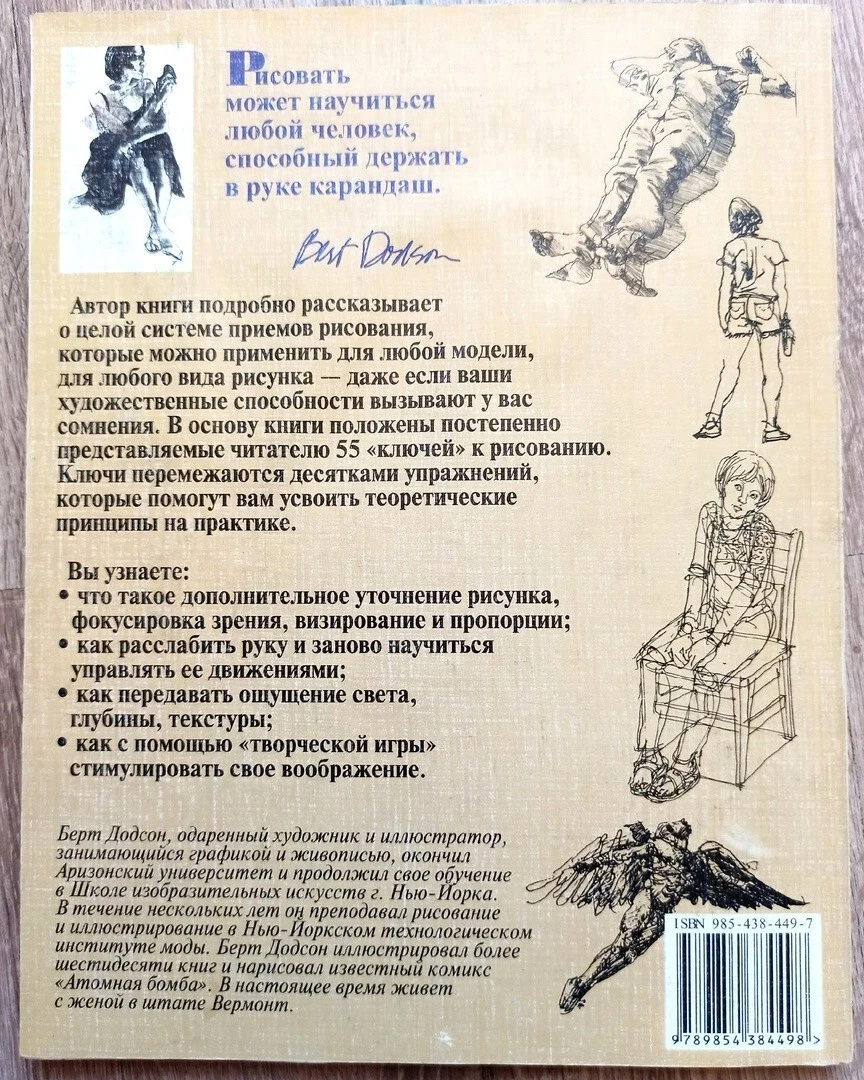 Рисовать
может научиться
любой человек,
способный держать
в руке карандаш.
Bert Dodson
Автор книги подробно рассказывает
о целой системе приемов рисования,
которые можно применить для любой модели,
для любого вида рисунка — даже если ваши
художественные способности вызывают у вас
сомнения. В основу книги положены постепенно
представляемые читателю 55 «ключей» к рисованию.
Ключи перемежаются десятками упражнений,
которые помогут вам усвоить теоретические
принципы на практике.
Вы узнаете:
• что такое дополнительное уточнение рисунка,
фокусировка зрения, визирование и пропорции;
• как расслабить руку и заново научиться
управлять ее движениями;
• как передавать ощущение света,
глубины, текстуры;
• как с помощью «творческой игры»
стимулировать свое воображение.
Берт Додсон, одаренный художник и иллюстратор,
занимающийся графикой и живописью, окончил
Аризонский университет и продолжил свое обучение
в Школе изобразительных искусств г. Нью-Йорка.
В течение нескольких лет он преподавал рисование
и иллюстрирование в Нью-Йоркском технологическом
институте моды. Берт Додсон иллюстрировал более
шестидесяти книг и нарисовал известный комикс
«Атомная бомба». В настоящее время живет
с женой в штате Вермонт.
ISBN 985-438-449-7
9 789854 384498 >